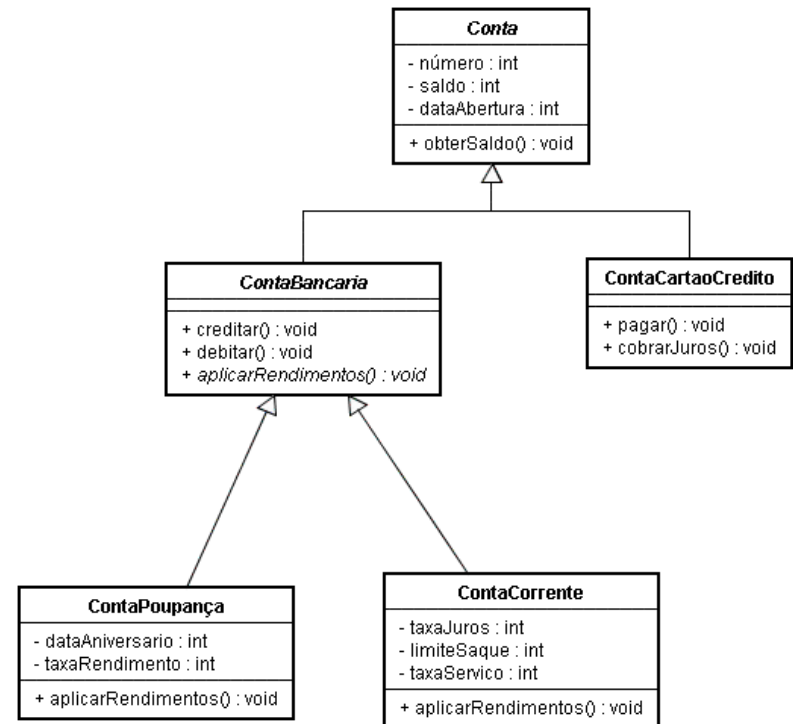 Conta
- número : int
- saldo : int
- dataAbertura : int
+ obterSaldo() : void
ContaBancaria
+ creditar() : void
+ debitar() : void
+ aplicarRendimentos() : void
ContaCartaoCredito
+ pagar() : void
+ cobrarJuros() : void
ContaPoupança
- dataAniversario : int
- taxaRendimento : int
+ aplicarRendimentos() : void
ContaCorrente
- taxaJuros : int
- limiteSaque : int
- taxaServico : int
+ aplicarRendimentos() : void